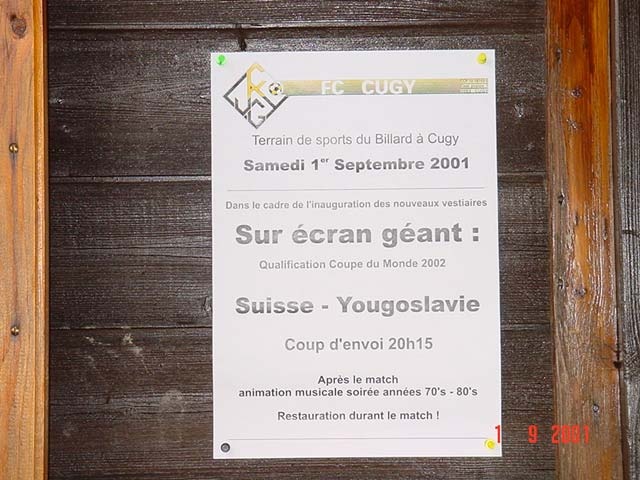 FC CUGY
Terrain de sports du Billard à Cugy
Samedi 1er Septembre 2001
Dans le cadre de l'inauguration des nouveaux vestiaires
Sur écran géant :
Qualification Coupe du Monde 2002
Suisse - Yougoslavie
Coup d'envoi 20h15
Après le match
animation musicale soirée années 70's - 80's
Restauration durant le match !
1 9 2001